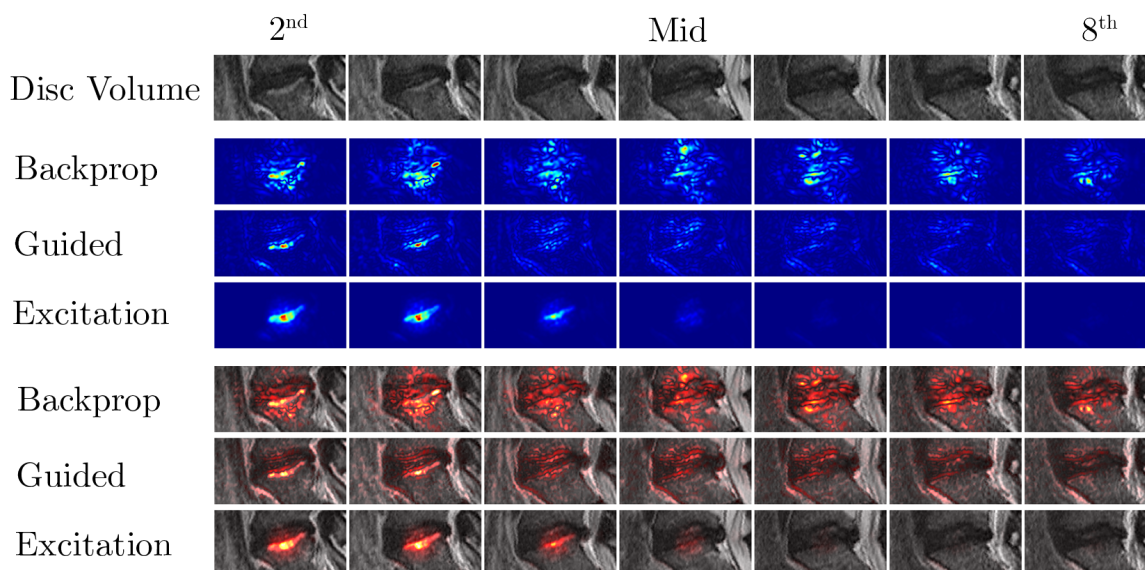 2nd Mid 8th
Disc Volume
Backprop
Guided
Excitation
Backprop
Guided
Excitation